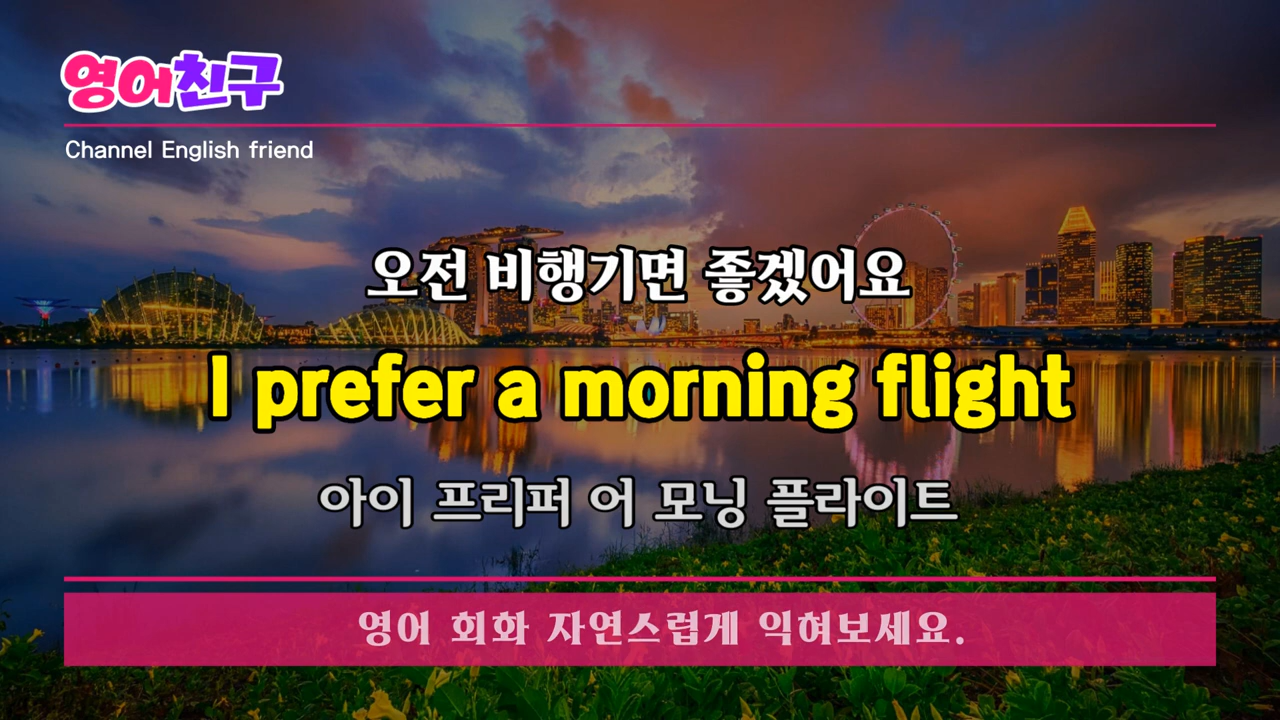 영어친구
Channel English friend
오전 비행기면 좋겠어요
I prefer a morning flight
아이 프리퍼 어 모닝 플라이트
영어 회화 자연스럽게 익혀보세요.